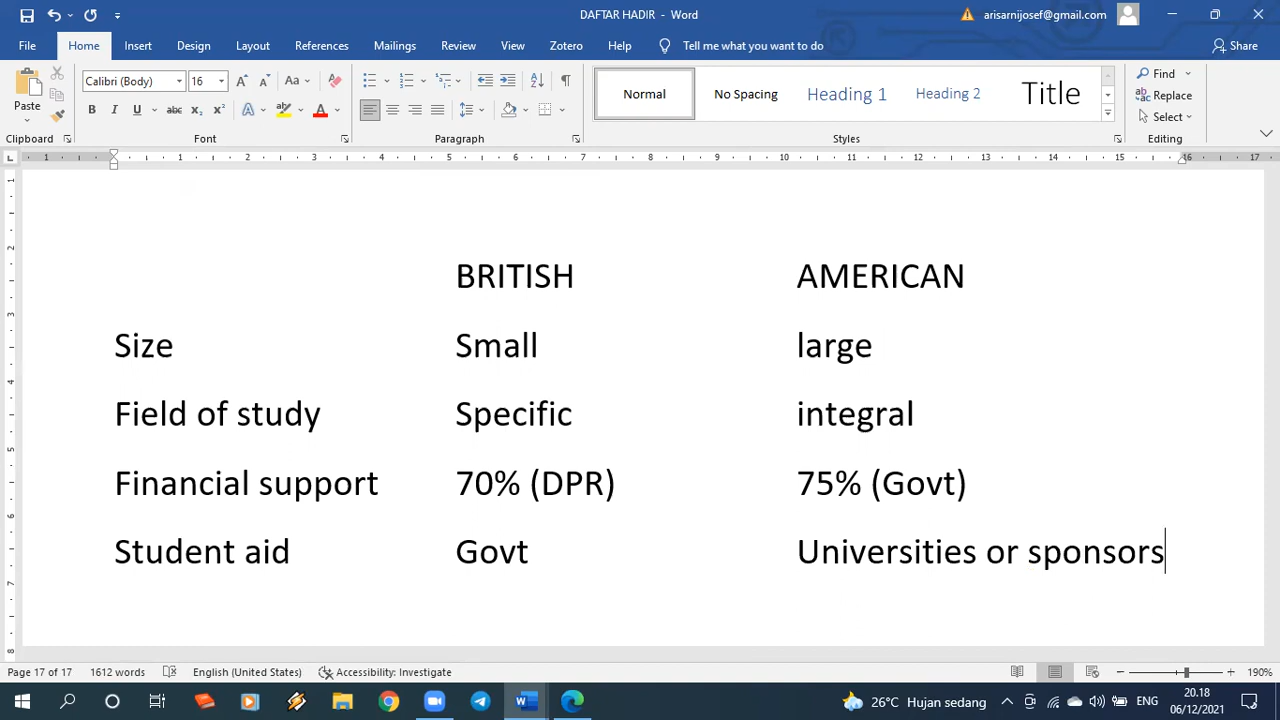 DAFTAR HADIR - Word
arisarnijosef@gmail.com
File Home Insert Design Layout References Mailings Review View Zotero Help Tell me what you want to do Share
Paste
Calibri (Body) 16
Normal No Spacing Heading 1 Heading 2 Title
Find
Replace
Select
Clipboard Font Paragraph Styles Editing
BRITISH AMERICAN
Size Small large
Field of study Specific integral
Financial support 70% (DPR) 75% (Govt)
Student aid Govt Universities or sponsors
Page 17 of 17 1612 words English (United States) Accessibility: Investigate 190%
26°C Hujan sedang ENG 20.18
06/12/2021